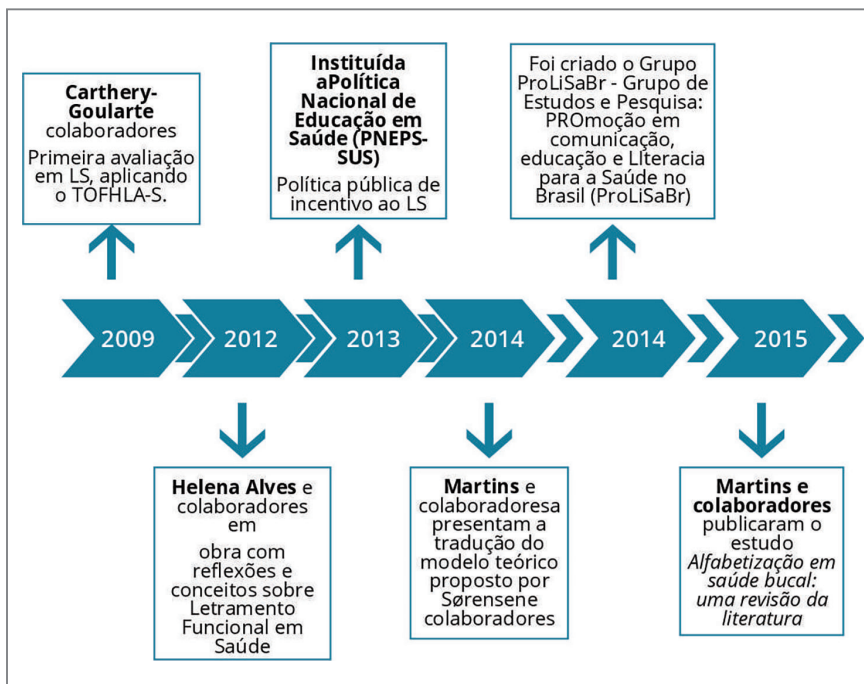 Carthery-
Goularte
colaboradores
Primeira avaliação
em LS, aplicando
o TOFHLA-S.
Instituída
aPolítica
Nacional de
Educação em
Saúde (PNEPS-
SUS)
Política pública de
incentivo ao LS
Foi criado o Grupo
ProLiSaBr - Grupo de
Estudos e Pesquisa:
PROmoção em
comunicação,
educação e LIteracia
para a Saúde no
Brasil (ProLiSaBr)
2009
2012
2013
2014
2014
2015
Helena Alves e
colaboradores
em
obra com
reflexões e
conceitos sobre
Letramento
Funcional em
Saúde
Martins e
colaboradoresa
presentam a
tradução do
modelo teórico
proposto por
Sørensene
colaboradores
Martins e
colaboradores
publicaram o
estudo
Alfabetização em
saúde bucal:
uma revisão da
literatura